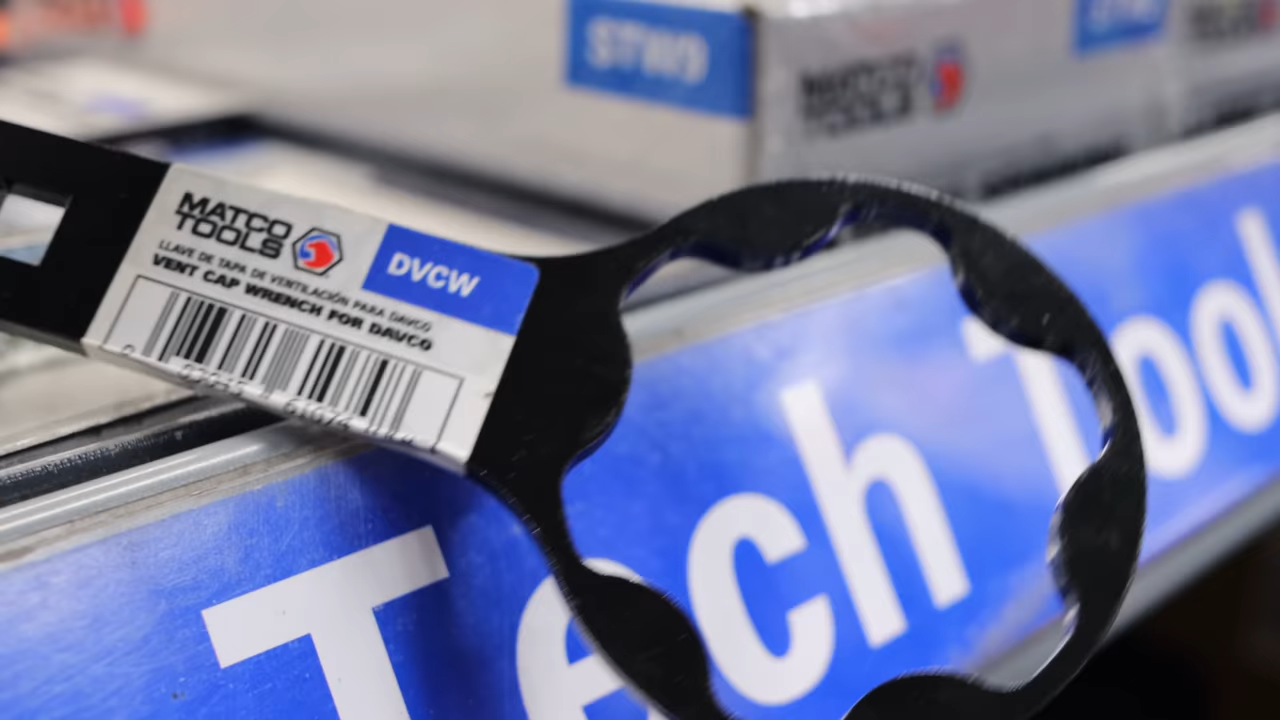 STW9
MATCO
TOOLS
MATCO
TOOLS
DVCW
LLAVE DE TAPA DE VENTILACIÓN PARA DAVCO
VENT CAP WRENCH FOR DAVCO
Tech Tool